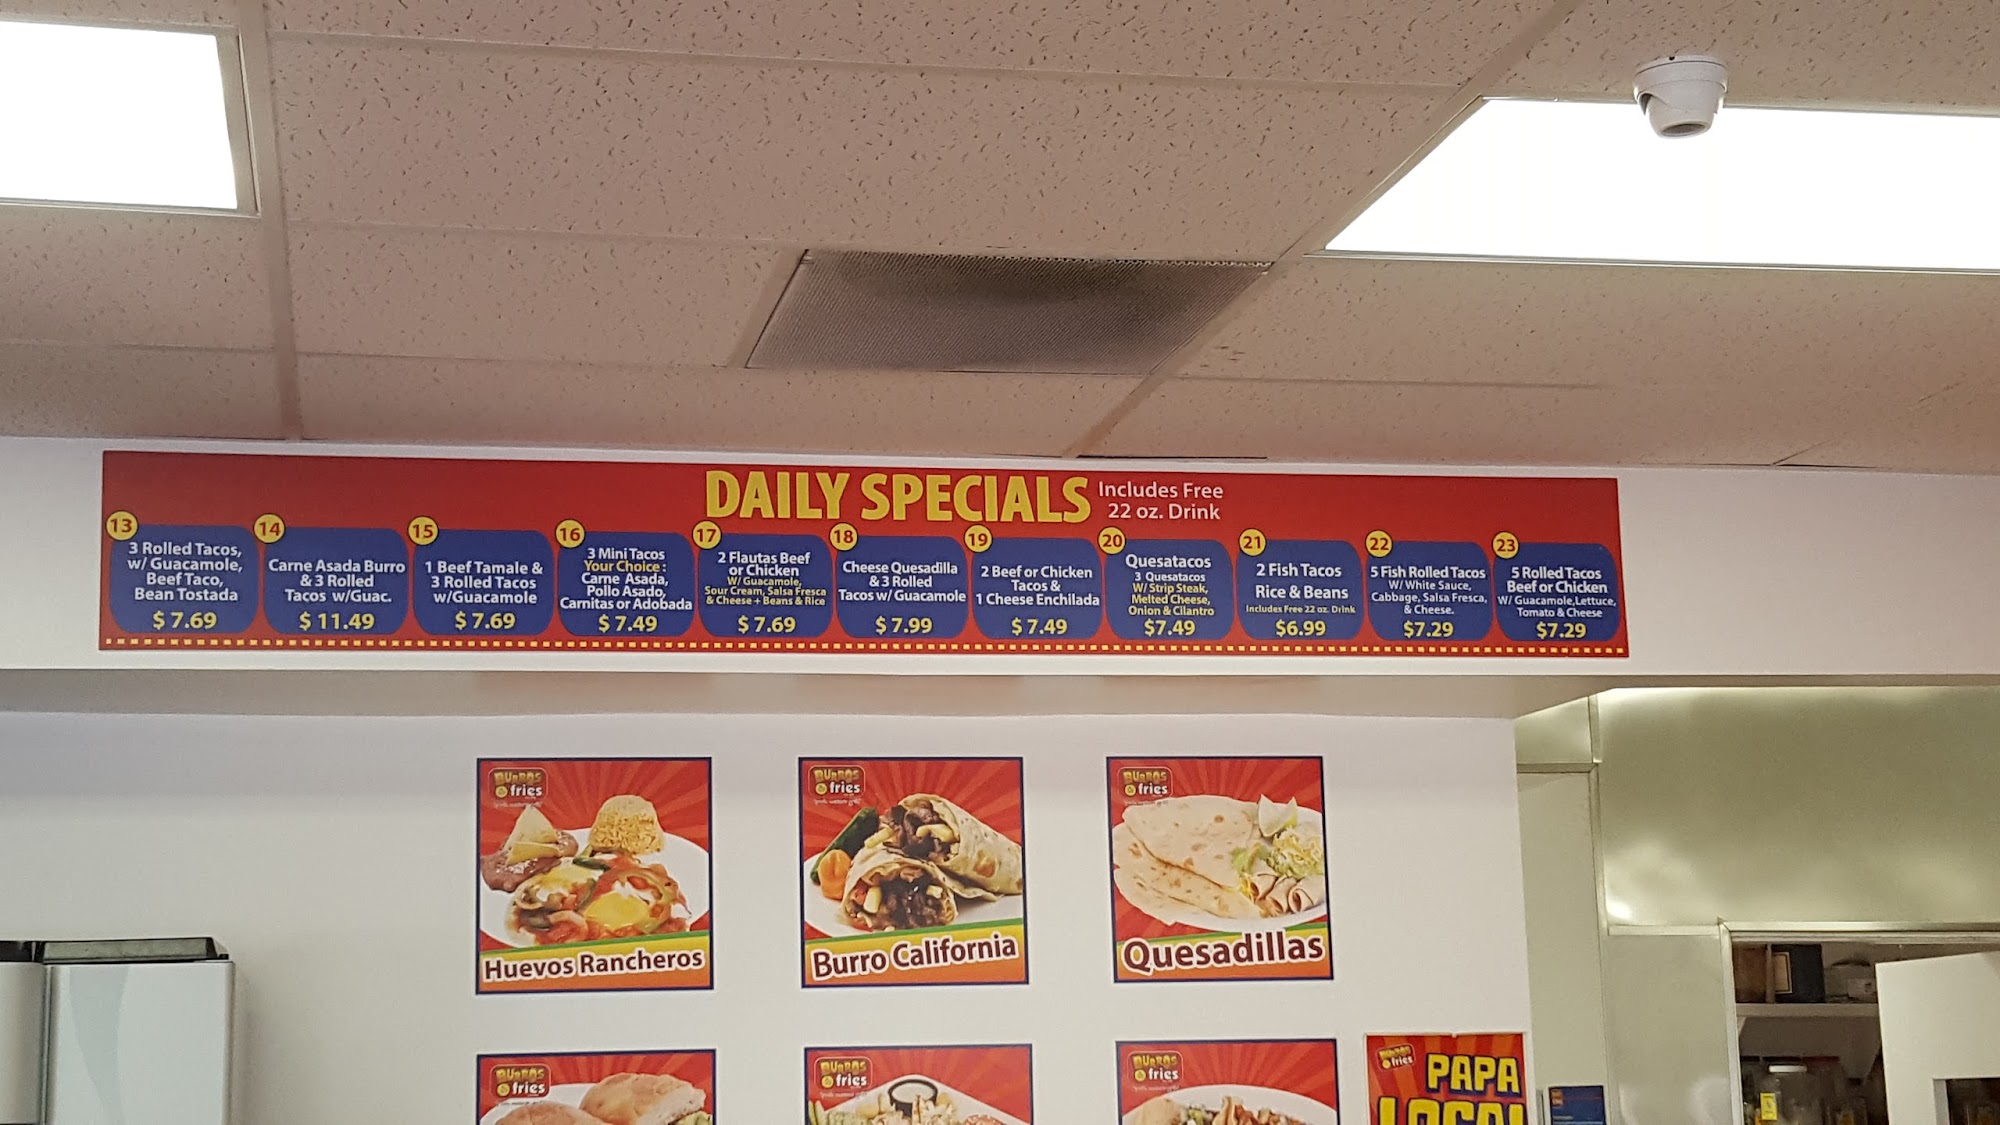 DAILY SPECIALS
Includes Free
22 oz. Drink
13
3 Rolled Tacos,
w/ Guacamole,
Beef Taco,
Bean Tostada
$ 7.69
14
Carne Asada Burro
& 3 Rolled
Tacos w/Guac.
$ 11.49
15
1 Beef Tamale &
3 Rolled Tacos
w/Guacamole
$ 7.69
16
3 Mini Tacos
Your Choice :
Carne Asada,
Pollo Asado,
Carnitas or Adobada
$ 7.49
17
2 Flautas Beef
or Chicken
W/ Guacamole,
Sour Cream, Salsa Fresca
& Cheese + Beans & Rice
$ 7.69
18
Cheese Quesadilla
& 3 Rolled
Tacos w/ Guacamole
$ 7.99
19
2 Beef or Chicken
Tacos &
1 Cheese Enchilada
$ 7.49
20
Quesatacos
3 Quesatacos
W/ Strip Steak,
Melted Cheese,
Onion & Cilantro
$7.49
21
2 Fish Tacos
Rice & Beans
Includes Free 22 oz. Drink
$6.99
22
5 Fish Rolled Tacos
W/ White Sauce,
Cabbage, Salsa Fresca,
& Cheese.
$7.29
23
5 Rolled Tacos
Beef or Chicken
W/ Guacamole, Lettuce,
Tomato & Cheese
$7.29
BURROS
& fries
Huevos Rancheros
BURROS
& fries
Burro California
BURROS
& fries
Quesadillas
BURROS
& fries
BURROS
& fries
BURROS
& fries
BURROS
& fries
PAPA
LOCA